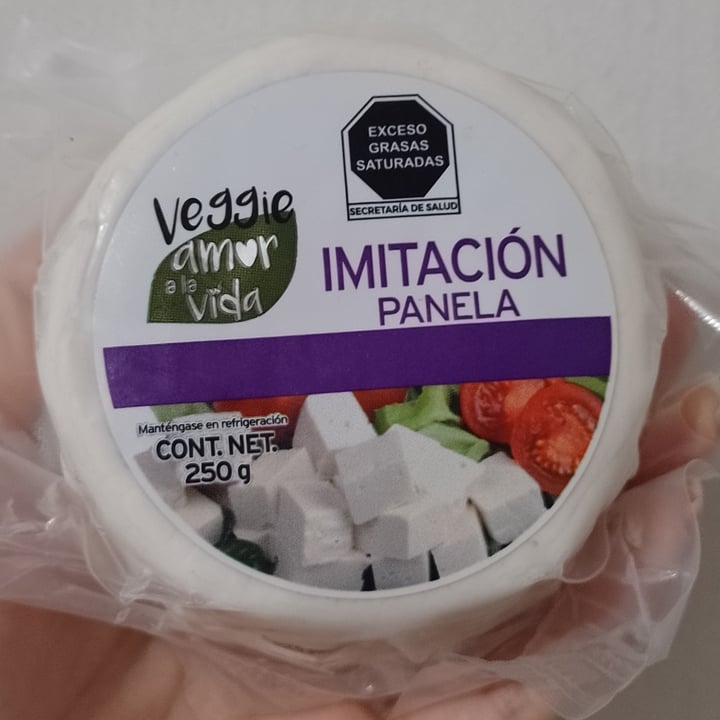 EXCESO
GRASAS
SATURADAS
SECRETARÍA DE SALUD
Veggie
amor
a la
vida
IMITACIÓN
PANELA
Manténgase en refrigeración
CONT. NET.
250 g